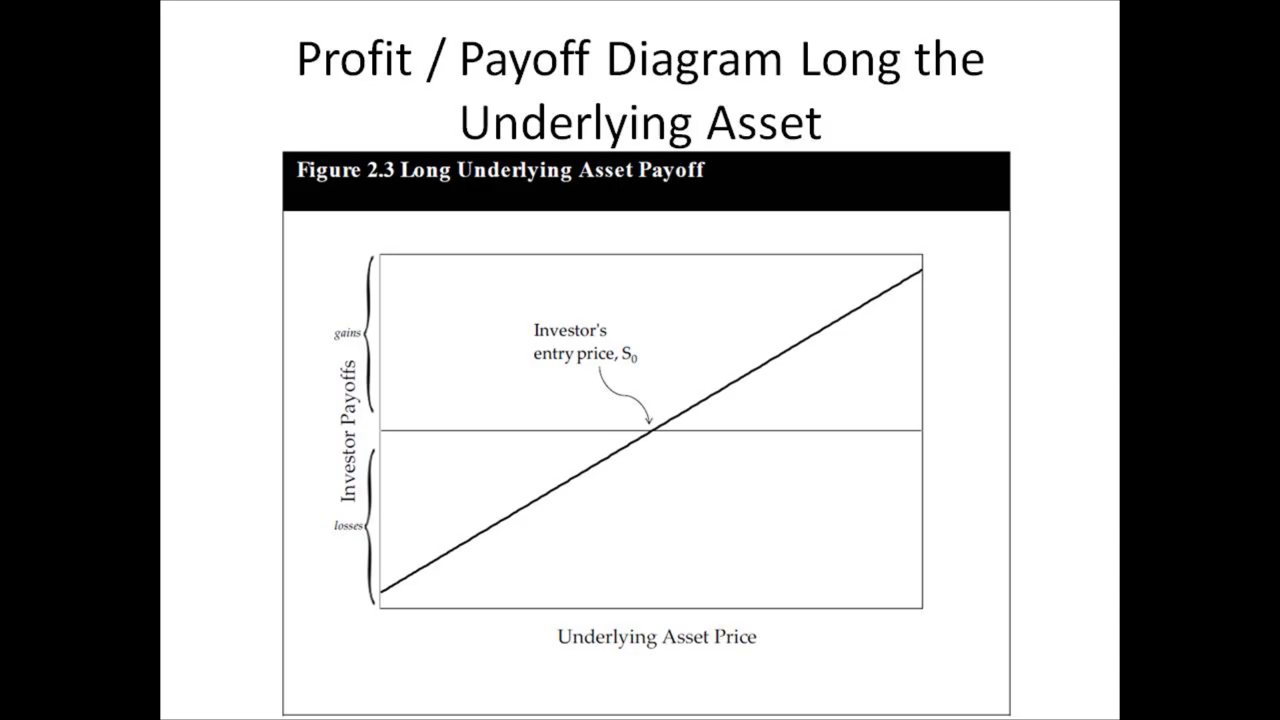 Profit / Payoff Diagram Long the
Underlying Asset
Figure 2.3 Long Underlying Asset Payoff
gains
Investor's
entry price, S₀
Investor Payoffs
losses
Underlying Asset Price